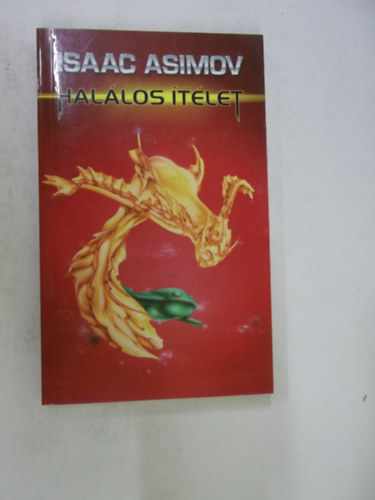 ISAAC ASIMOV
HALÁLOS ÍTÉLET